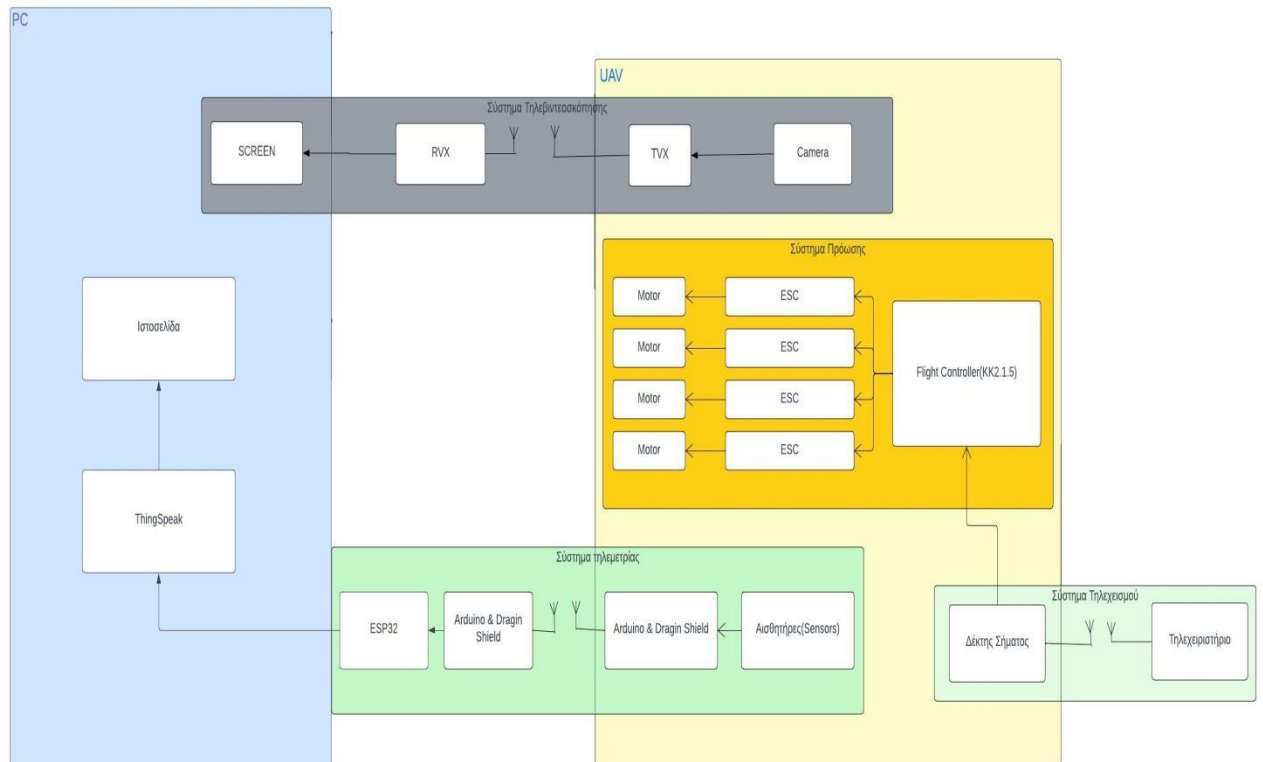 PC
UAV
Σύστημα Τηλεβιντεοσκόπησης
SCREEN
RVX
TVX
Camera
Σύστημα Πρόωσης
Motor
ESC
Motor
ESC
Motor
ESC
Motor
ESC
Flight Controller(KK2.1.5)
Ιστοσελίδα
ThingSpeak
Σύστημα τηλεμετρίας
ESP32
Arduino & Dragin
Shield
Arduino & Dragin Shield
Αισθητήρες(Sensors)
Σύστημα Τηλεχεισμού
Δέκτης Σήματος
Τηλεχειριστήριο